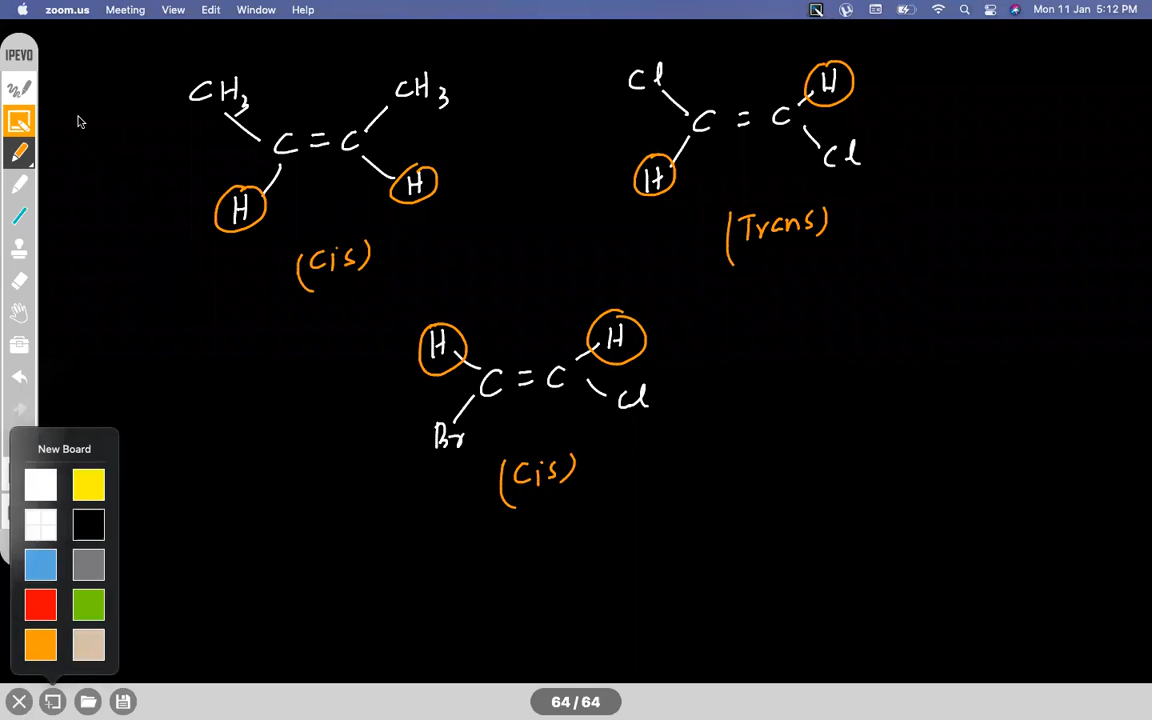 zoom.us Meeting View Edit Window Help Mon 11 Jan 5:12 PM
IPEVO
CH3 CH3
C = C
H H
(Cis)
Cl H
C = C
H Cl
(Trans)
H H
C = C
Br Cl
(Cis)
New Board
64 / 64